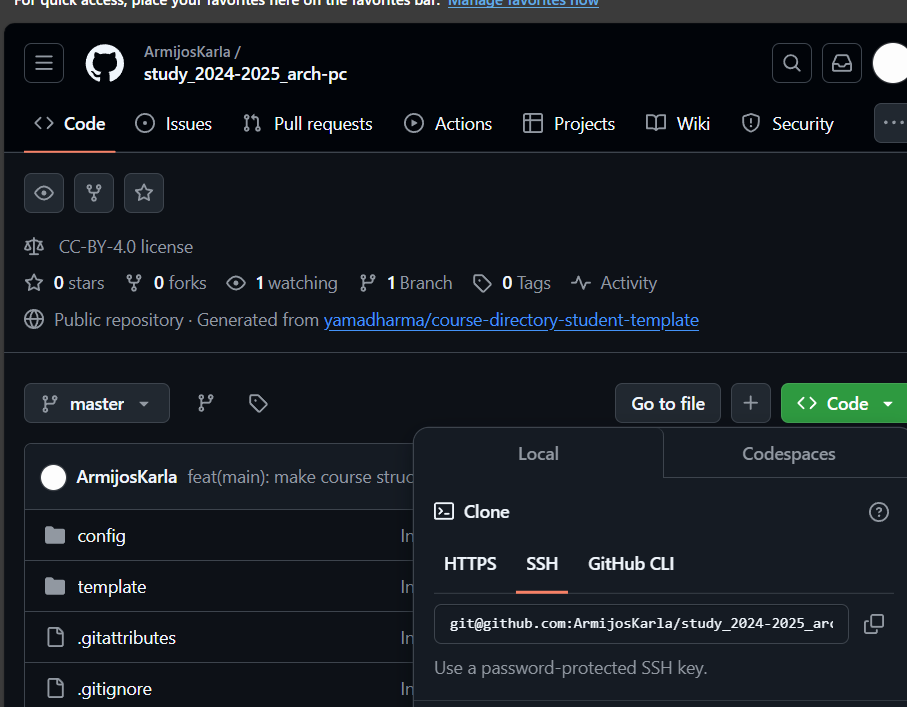 For quick access, place your favorites here on the favorites bar. Manage favorites now
ArmijosKarla /
study_2024-2025_arch-pc
Code Issues Pull requests Actions Projects Wiki Security
CC-BY-4.0 license
0 stars 0 forks 1 watching 1 Branch 0 Tags Activity
Public repository · Generated from yamadharma/course-directory-student-template
master Go to file Code
Local Codespaces
ArmijosKarla feat(main): make course struc
Clone
config In
HTTPS SSH GitHub CLI
template In
git@github.com:ArmijosKarla/study_2024-2025_arc
.gitattributes In
Use a password-protected SSH key.
.gitignore In